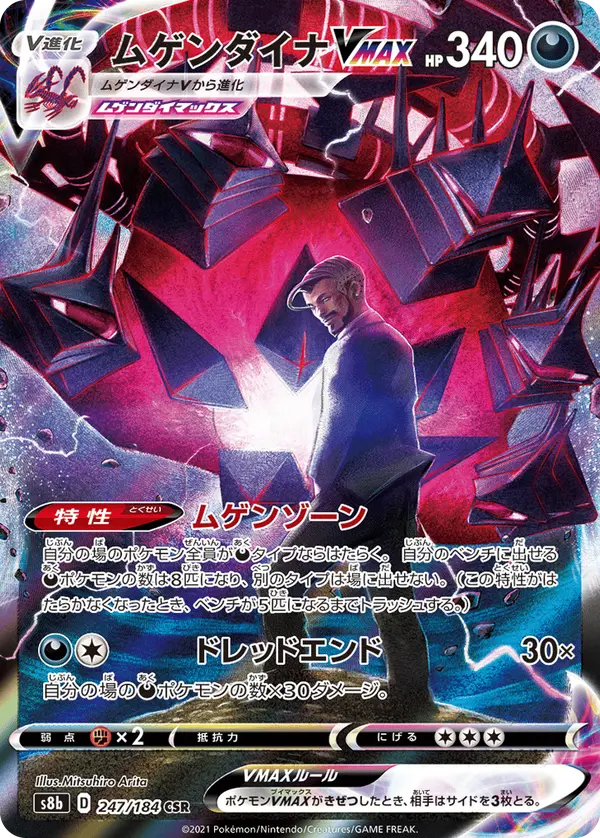 V進化 ムゲンダイナVMAX HP340
ムゲンダイナVから進化
ムゲンダイマックス
特性 とくせい ムゲンゾーン
自分の場のポケモン全員が悪タイプならはたらく。自分のベンチに出せる
悪ポケモンの数は8匹になり、別のタイプは場に出せない。(この特性が
はたらかなくなったとき、ベンチが5匹になるまでトラッシュする。)
ドレッドエンド 30×
自分の場の悪ポケモンの数×30ダメージ。
弱点 ×2 抵抗力 にげる
Illus.Mitsuhiro Arita
VMAXルール
s8b D 247/184 CSR
ポケモンVMAXがきぜつしたとき、相手はサイドを3枚とる。
©2021 Pokémon/Nintendo/Creatures/GAME FREAK.